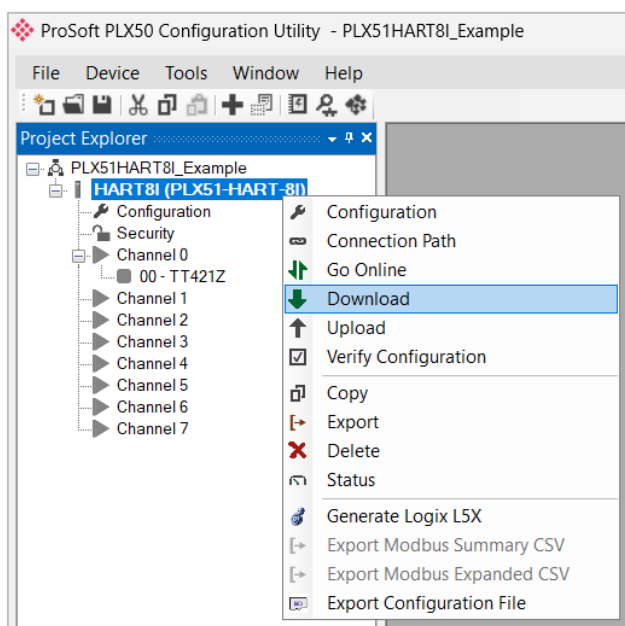 ProSoft PLX50 Configuration Utility - PLX51HART8I_Example
File Device Tools Window Help
Project Explorer
PLX51HART8I_Example
HART8I (PLX51-HART-8I)
Configuration
Security
Channel 0
00 - TT421Z
Channel 1
Channel 2
Channel 3
Channel 4
Channel 5
Channel 6
Channel 7
Configuration
Connection Path
Go Online
Download
Upload
Verify Configuration
Copy
Export
Delete
Status
Generate Logix L5X
Export Modbus Summary CSV
Export Modbus Expanded CSV
Export Configuration File